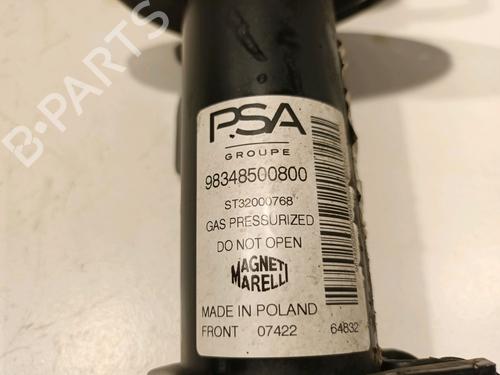 B-PARTS
PSA
GROUPE
98348500800
ST32000768
GAS PRESSURIZED
DO NOT OPEN
MAGNETI
MARELLI
MADE IN POLAND
FRONT 07422 64832